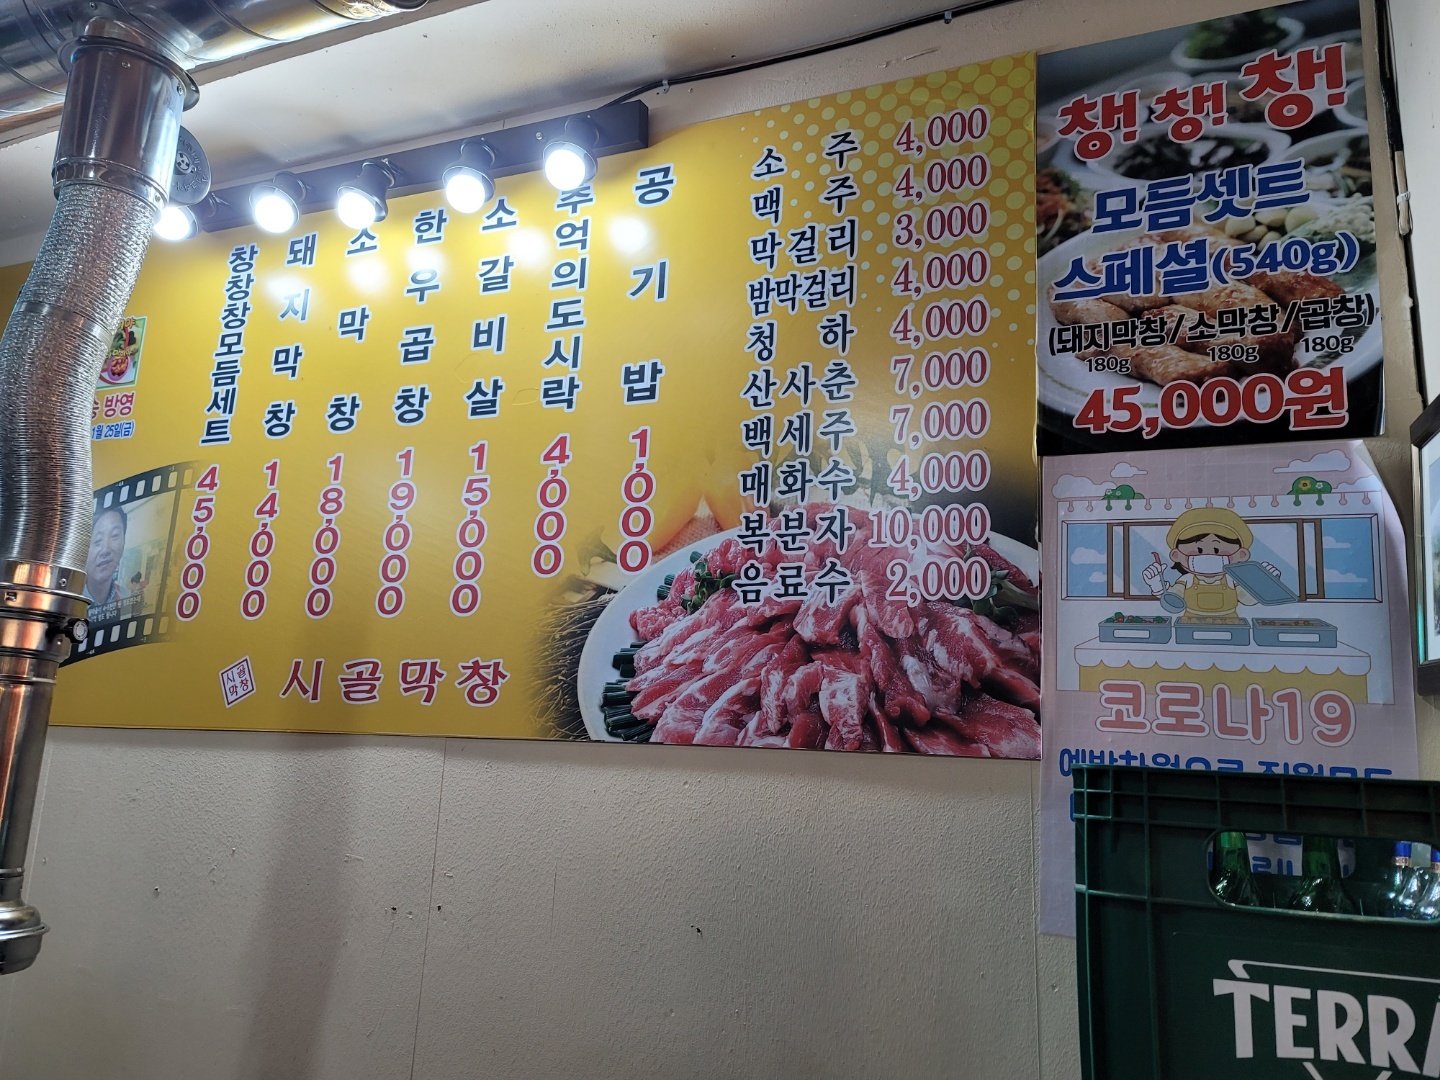 창창창모듬세트 45,000
돼지막창 14,000
소막창 18,000
한우곱창 19,000
소갈비살 15,000
추억의도시락 4,000
공기밥 1,000
소주 4,000
맥주 4,000
막걸리 3,000
밤막걸리 4,000
청하 4,000
산사춘 7,000
백세주 7,000
매화수 4,000
복분자 10,000
음료수 2,000
방영
25일(금)
시골막창
시골막창
창! 창! 창!
모듬셋트
스페셜(540g)
(돼지막창/소막창/곱창)
180g 180g 180g
45,000원
코로나19
TERRA